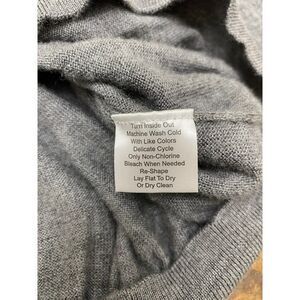 Turn Inside Out
Machine Wash Cold
With Like Colors
Delicate Cycle
Only Non-Chlorine
Bleach When Needed
Re-Shape
Lay Flat To Dry
Or Dry Clean